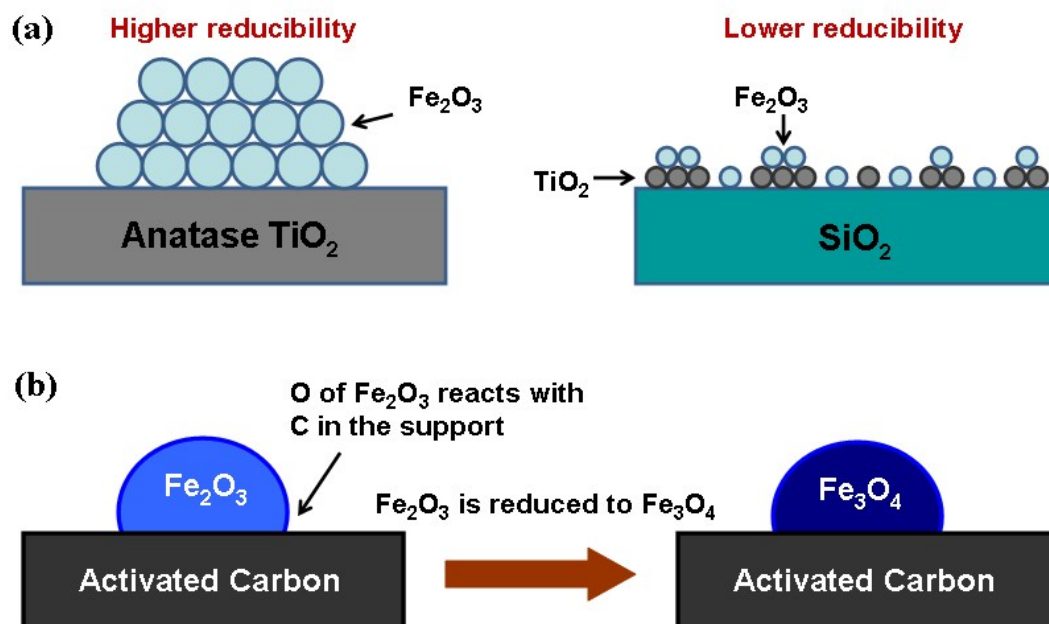 (a)
Higher reducibility
Lower reducibility
Fe₂O₃
Fe₂O₃
TiO₂
Anatase TiO₂
SiO₂
(b)
O of Fe₂O₃ reacts with
C in the support
Fe₂O₃
Fe₂O₃ is reduced to Fe₃O₄
Fe₃O₄
Activated Carbon
Activated Carbon